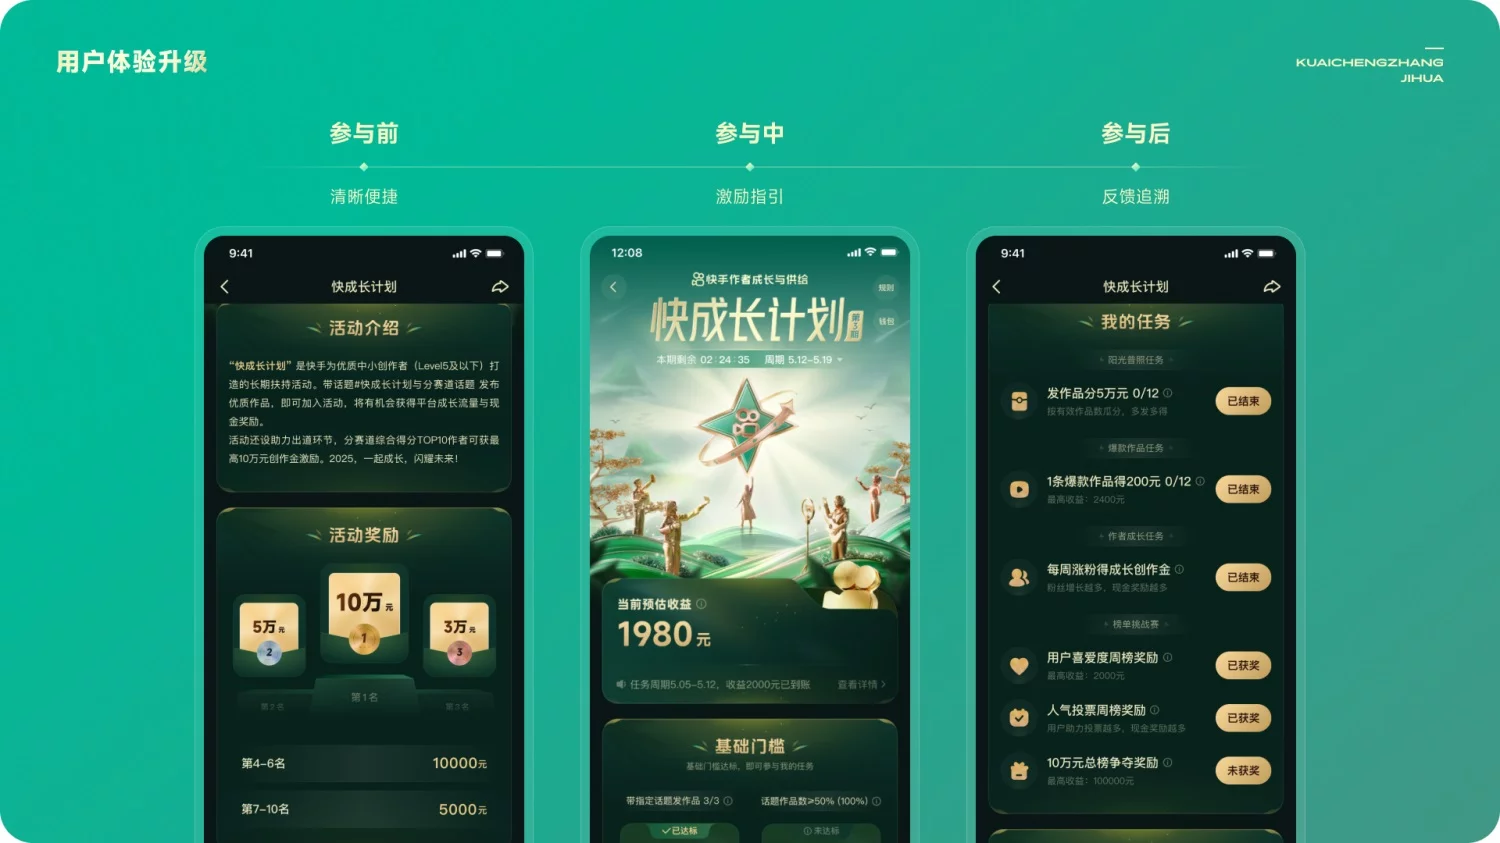 用户体验升级
KUAICHENGZHANG
JIHUA
参与前
清晰便捷
参与中
激励指引
参与后
反馈追溯
9:41
快成长计划
活动介绍
“快成长计划”是快手为优质中小创作者（Level5及以下）打
造的长期扶持活动。带话题#快成长计划与分赛道话题 发布
优质作品，即可加入活动，将有机会获得平台成长流量与现
金奖励。
活动还设助力出道环节，分赛道综合得分TOP10作者可获最
高10万元创作金激励。2025，一起成长，闪耀未来！
活动奖励
5万元
2
10万元
1
3万元
3
第2名
第1名
第3名
第4-6名
10000元
第7-10名
5000元
12:08
快手作者成长与供给
规则
快成长计划
第3期
钱包
本期剩余 02:24:35 周期 5.12-5.19
当前预估收益
1980元
任务周期5.05-5.12，收益2000元已到账
查看详情
基础门槛
基础门槛达标，即可参与我的任务
带指定话题发作品 3/3
话题作品数≥50% (100%)
已达标
未达标
9:41
快成长计划
我的任务
阳光普照任务
发作品分5万元 0/12
按有效作品数瓜分，多发多得
已结束
爆款作品任务
1条爆款作品得200元 0/12
最高收益：2400元
已结束
作者成长任务
每周涨粉得成长创作金
粉丝增长越多，现金奖励越多
已结束
榜单挑战赛
用户喜爱度周榜奖励
最高收益：2000元
已获奖
人气投票周榜奖励
用户助力投票越多，现金奖励越多
已获奖
10万元总榜争夺奖励
最高收益：100000元
未获奖